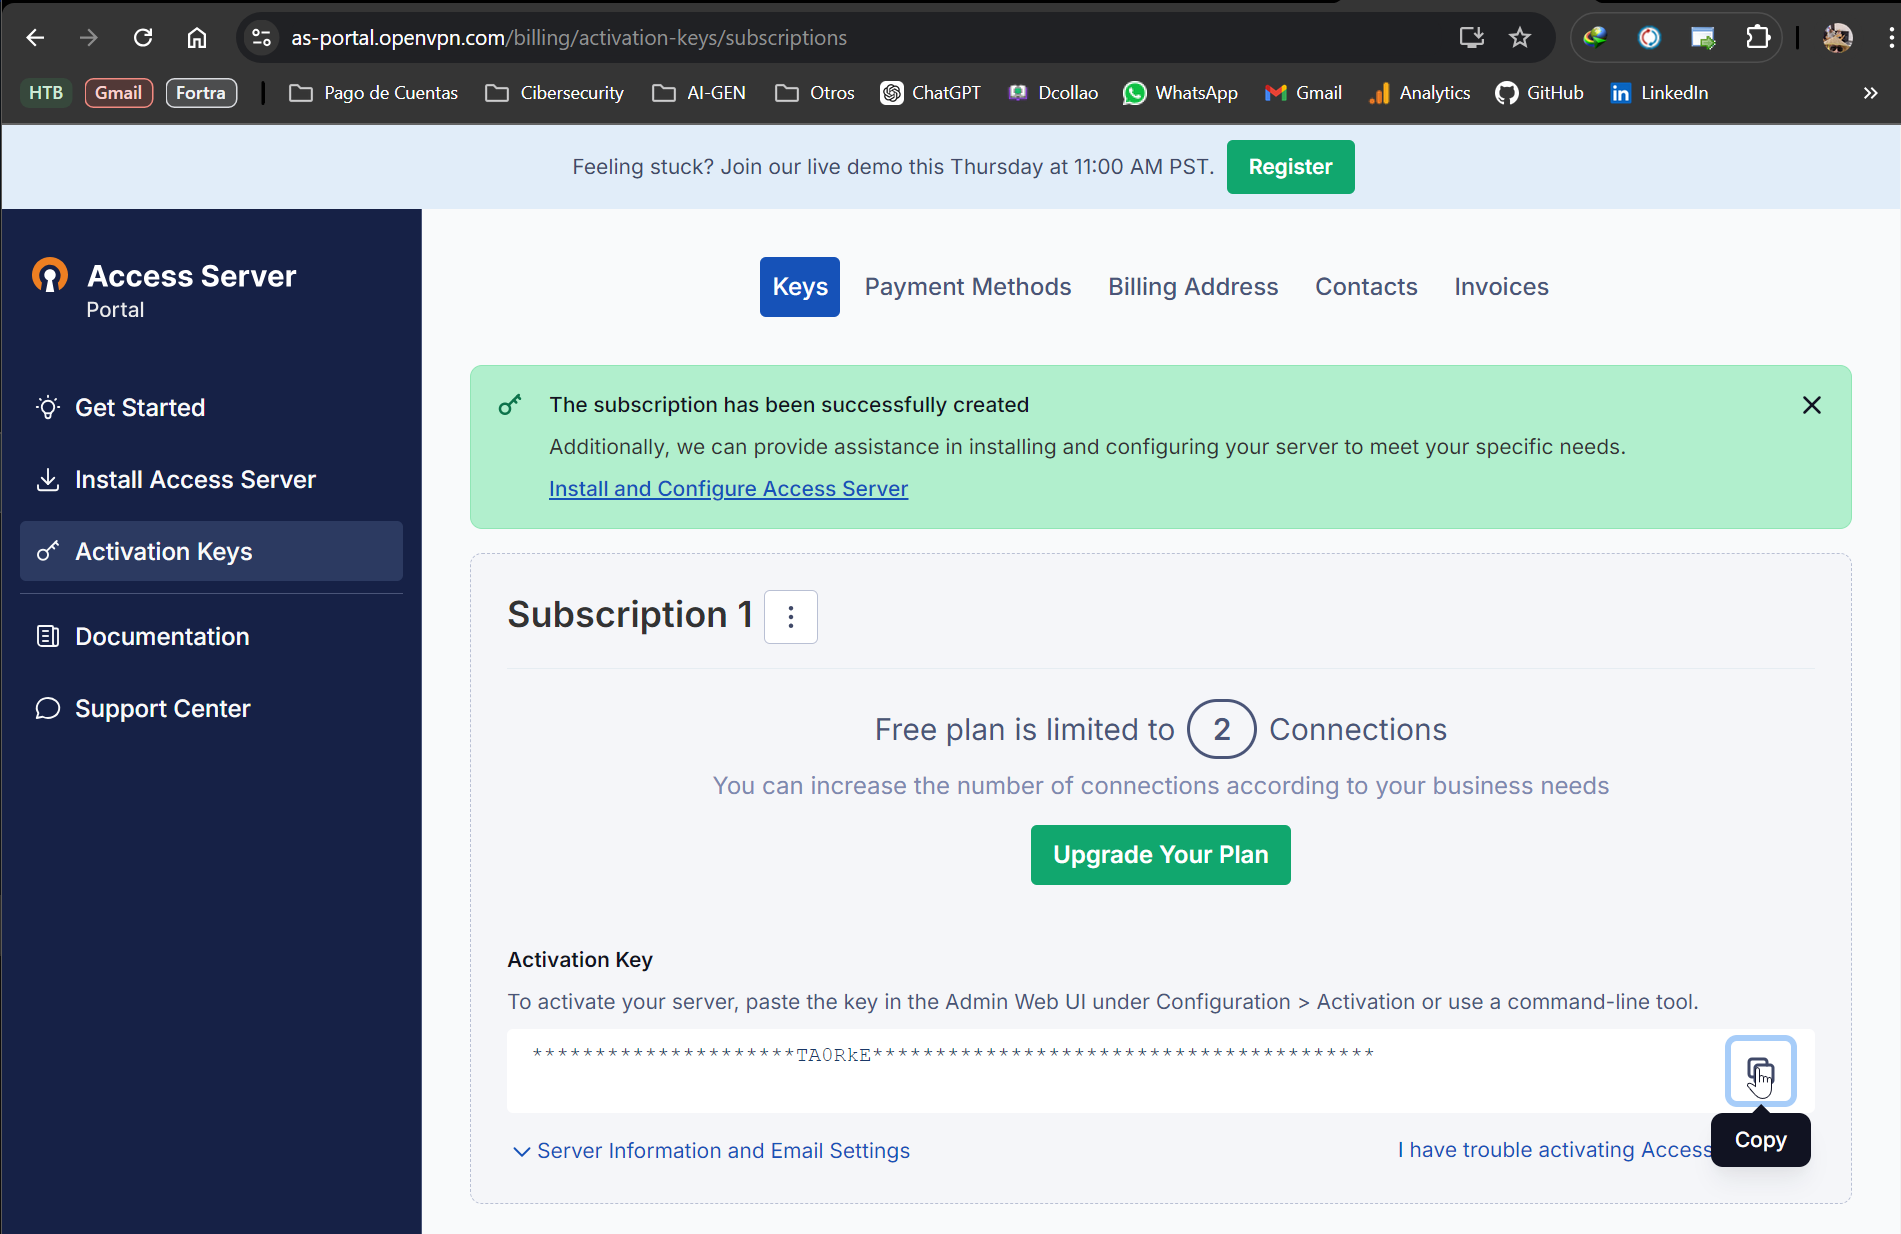 as-portal.openvpn.com/billing/activation-keys/subscriptions
HTB Gmail Fortra Pago de Cuentas Cibersecurity AI-GEN Otros ChatGPT Dcollao WhatsApp Gmail Analytics GitHub LinkedIn
Feeling stuck? Join our live demo this Thursday at 11:00 AM PST. Register
Access Server
Portal
Get Started
Install Access Server
Activation Keys
Documentation
Support Center
Keys Payment Methods Billing Address Contacts Invoices
The subscription has been successfully created
Additionally, we can provide assistance in installing and configuring your server to meet your specific needs.
Install and Configure Access Server
Subscription 1
Free plan is limited to 2 Connections
You can increase the number of connections according to your business needs
Upgrade Your Plan
Activation Key
To activate your server, paste the key in the Admin Web UI under Configuration > Activation or use a command-line tool.
*********************TA0RkE****************************************
Server Information and Email Settings
I have trouble activating Access
Copy